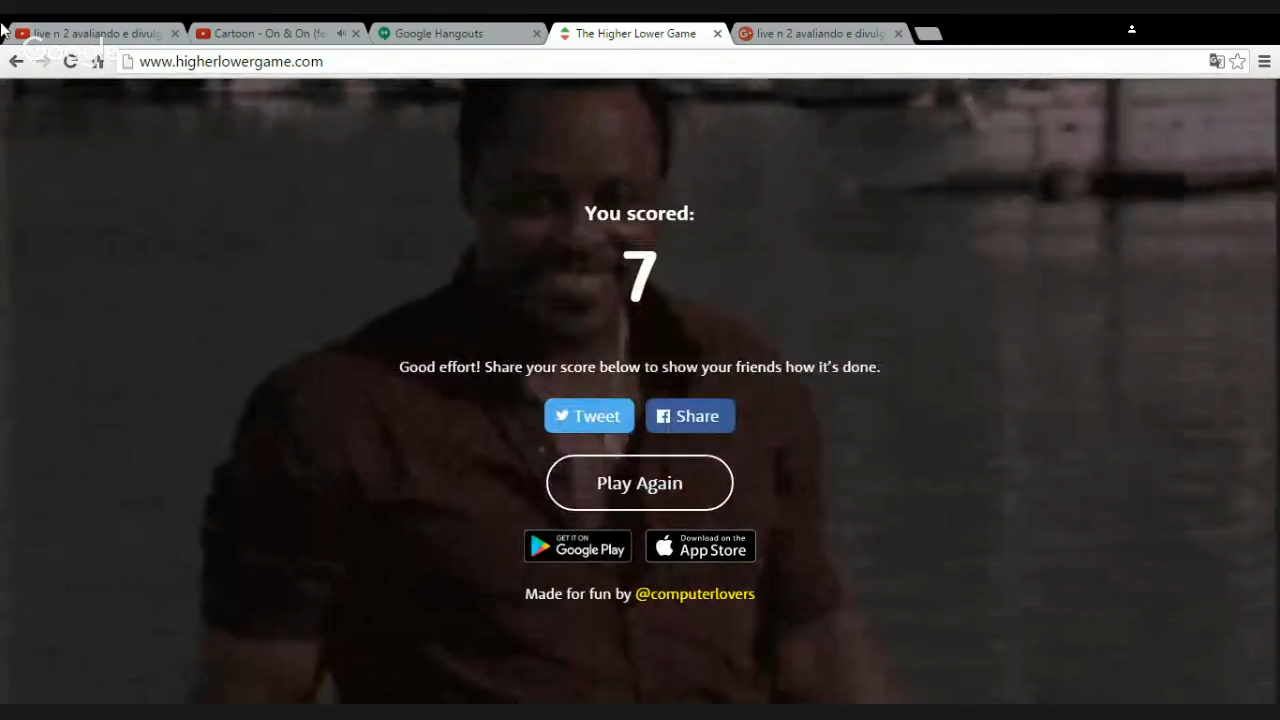 live n 2 avaliando e divulg
Cartoon - On & On (fe
Google Hangouts
The Higher Lower Game
live n 2 avaliando e divulg
Google
www.higherlowergame.com
You scored:
7
Good effort! Share your score below to show your friends how it's done.
Tweet
Share
Play Again
GET IT ON
Google Play
Download on the
App Store
Made for fun by @computerlovers